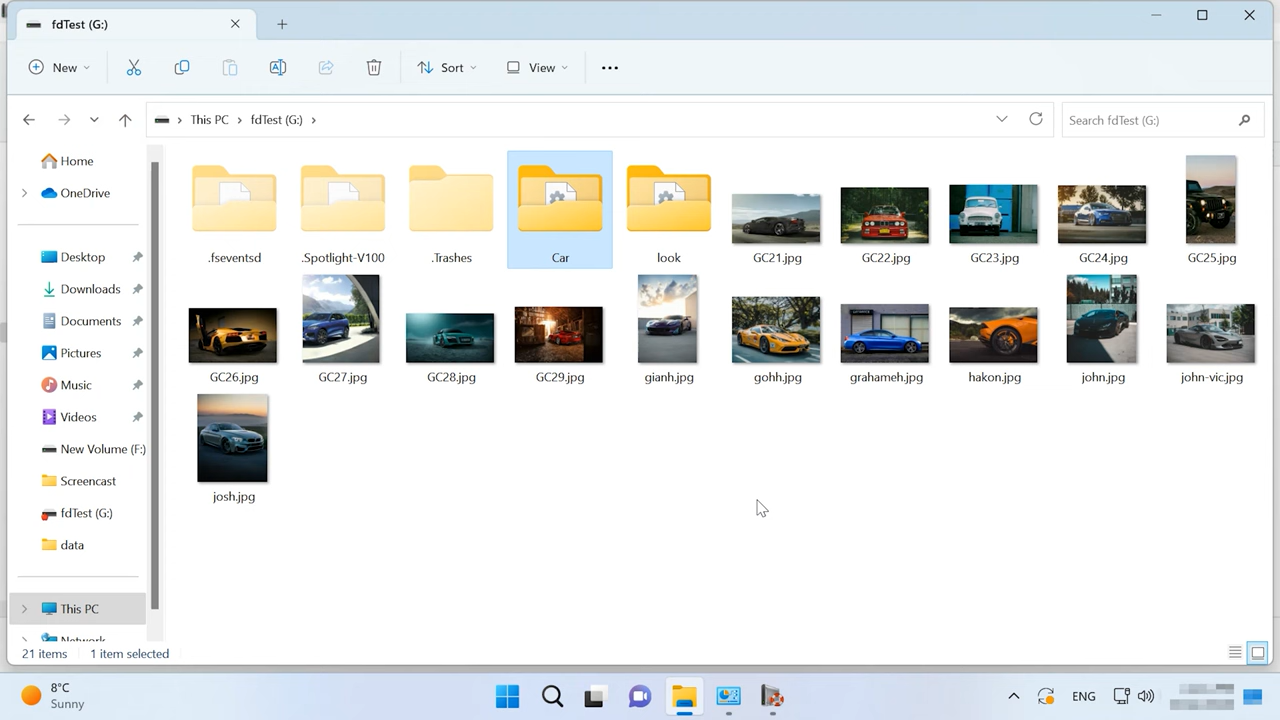 fdTest (G:)
New
Sort
View
This PC
fdTest (G:)
Search fdTest (G:)
Home
OneDrive
Desktop
Downloads
Documents
Pictures
Music
Videos
New Volume (F:)
Screencast
fdTest (G:)
data
This PC
Network
.fseventsd
.Spotlight-V100
.Trashes
Car
look
GC21.jpg
GC22.jpg
GC23.jpg
GC24.jpg
GC25.jpg
GC26.jpg
GC27.jpg
GC28.jpg
GC29.jpg
gianh.jpg
gohh.jpg
grahameh.jpg
hakon.jpg
john.jpg
john-vic.jpg
josh.jpg
21 items
1 item selected
8°C
Sunny
ENG